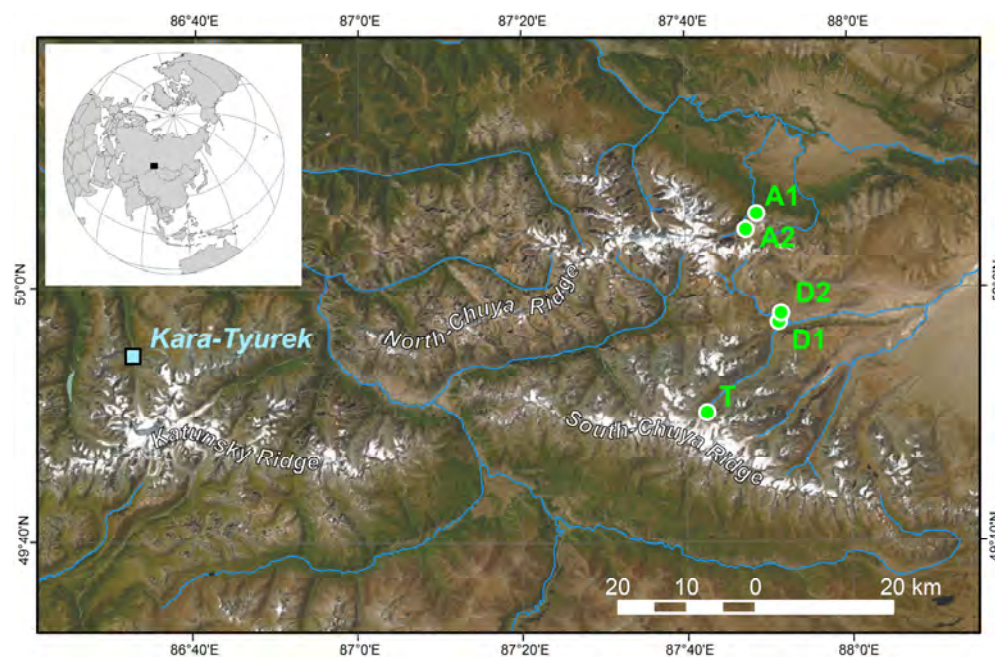 86°40'E 87°0'E 87°20'E 87°40'E 88°0'E
A1
A2
50°0'N
D2
North-Chuya Ridge
Kara-Tyurek
D1
T
South-Chuya Ridge
Katunsky Ridge
49°40'N
49°40'N
20 10 0 20 km
86°40'E 87°0'E 87°20'E 87°40'E 88°0'E